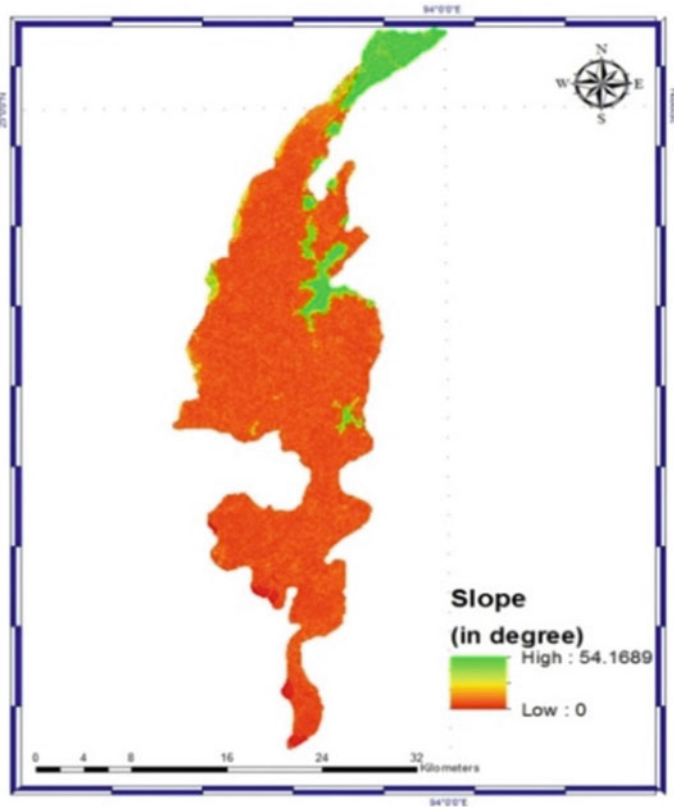 94°0'0"E
N
W E
S
Slope
(in degree)
High : 54.1689
Low : 0
0 4 8 16 24 32
Kilometers
94°0'0"E